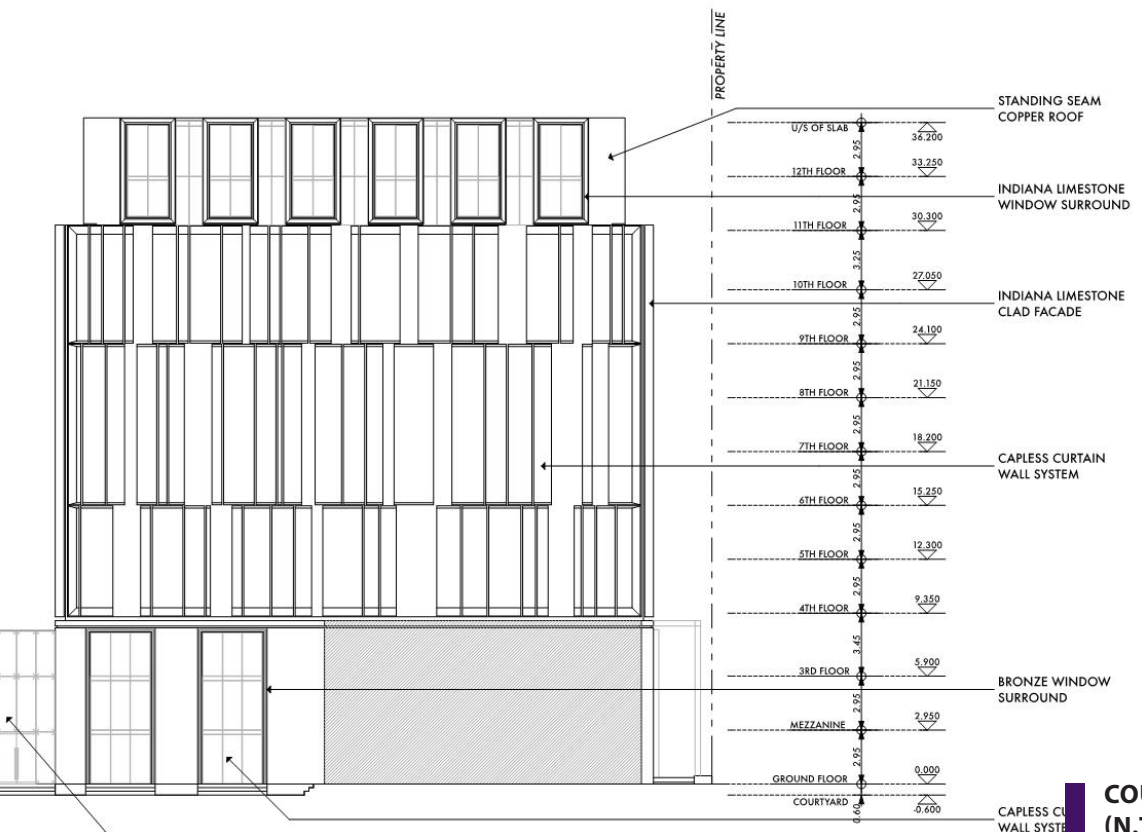 PROPERTY LINE
STANDING SEAM
COPPER ROOF
U/S OF SLAB
36.200
2.95
12TH FLOOR
33.250
INDIANA LIMESTONE
WINDOW SURROUND
2.95
11TH FLOOR
30.300
3.25
10TH FLOOR
27.050
INDIANA LIMESTONE
CLAD FACADE
2.95
9TH FLOOR
24.100
2.95
8TH FLOOR
21.150
2.95
7TH FLOOR
18.200
CAPLESS CURTAIN
WALL SYSTEM
2.95
6TH FLOOR
15.250
2.95
5TH FLOOR
12.300
2.95
4TH FLOOR
9.350
3.45
3RD FLOOR
5.900
BRONZE WINDOW
SURROUND
2.95
MEZZANINE
2.950
2.95
GROUND FLOOR
0.000
COURTYARD
0.60
-0.600
CAPLESS
WALL